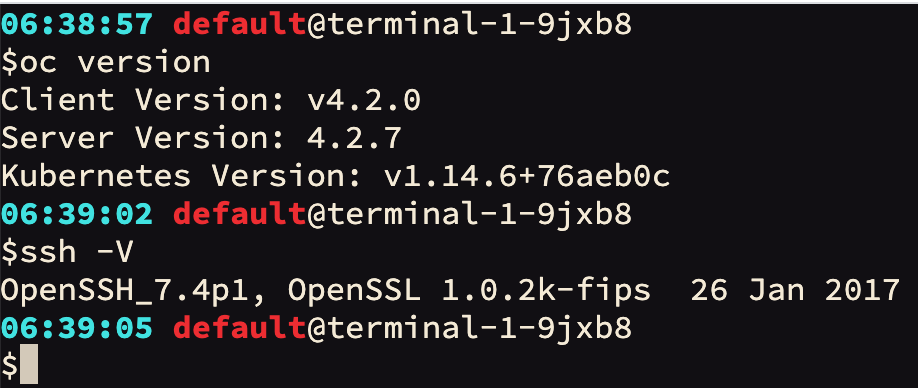 06:38:57 default@terminal-1-9jxb8
$oc version
Client Version: v4.2.0
Server Version: 4.2.7
Kubernetes Version: v1.14.6+76aeb0c
06:39:02 default@terminal-1-9jxb8
$ssh -V
OpenSSH_7.4p1, OpenSSL 1.0.2k-fips  26 Jan 2017
06:39:05 default@terminal-1-9jxb8
$